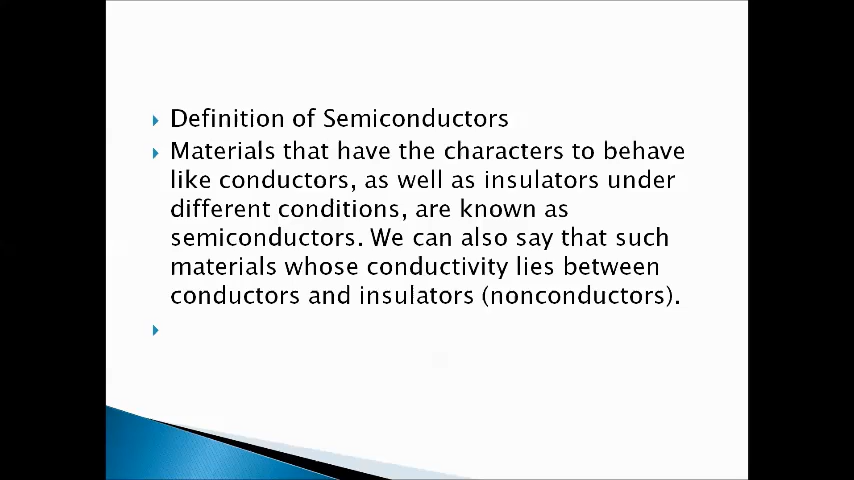 Definition of Semiconductors
Materials that have the characters to behave
like conductors, as well as insulators under
different conditions, are known as
semiconductors. We can also say that such
materials whose conductivity lies between
conductors and insulators (nonconductors).